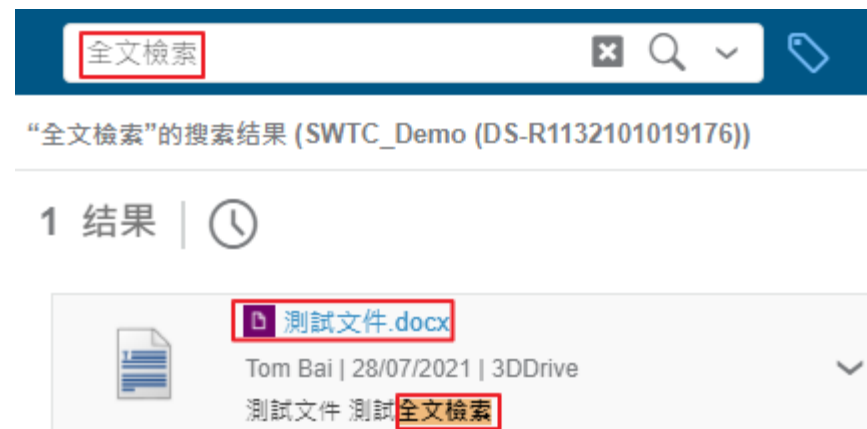 全文檢索
“全文檢索”的搜索结果 (SWTC_Demo (DS-R1132101019176))
1 结果
測試文件.docx
Tom Bai | 28/07/2021 | 3DDrive
測試文件 測試全文檢索